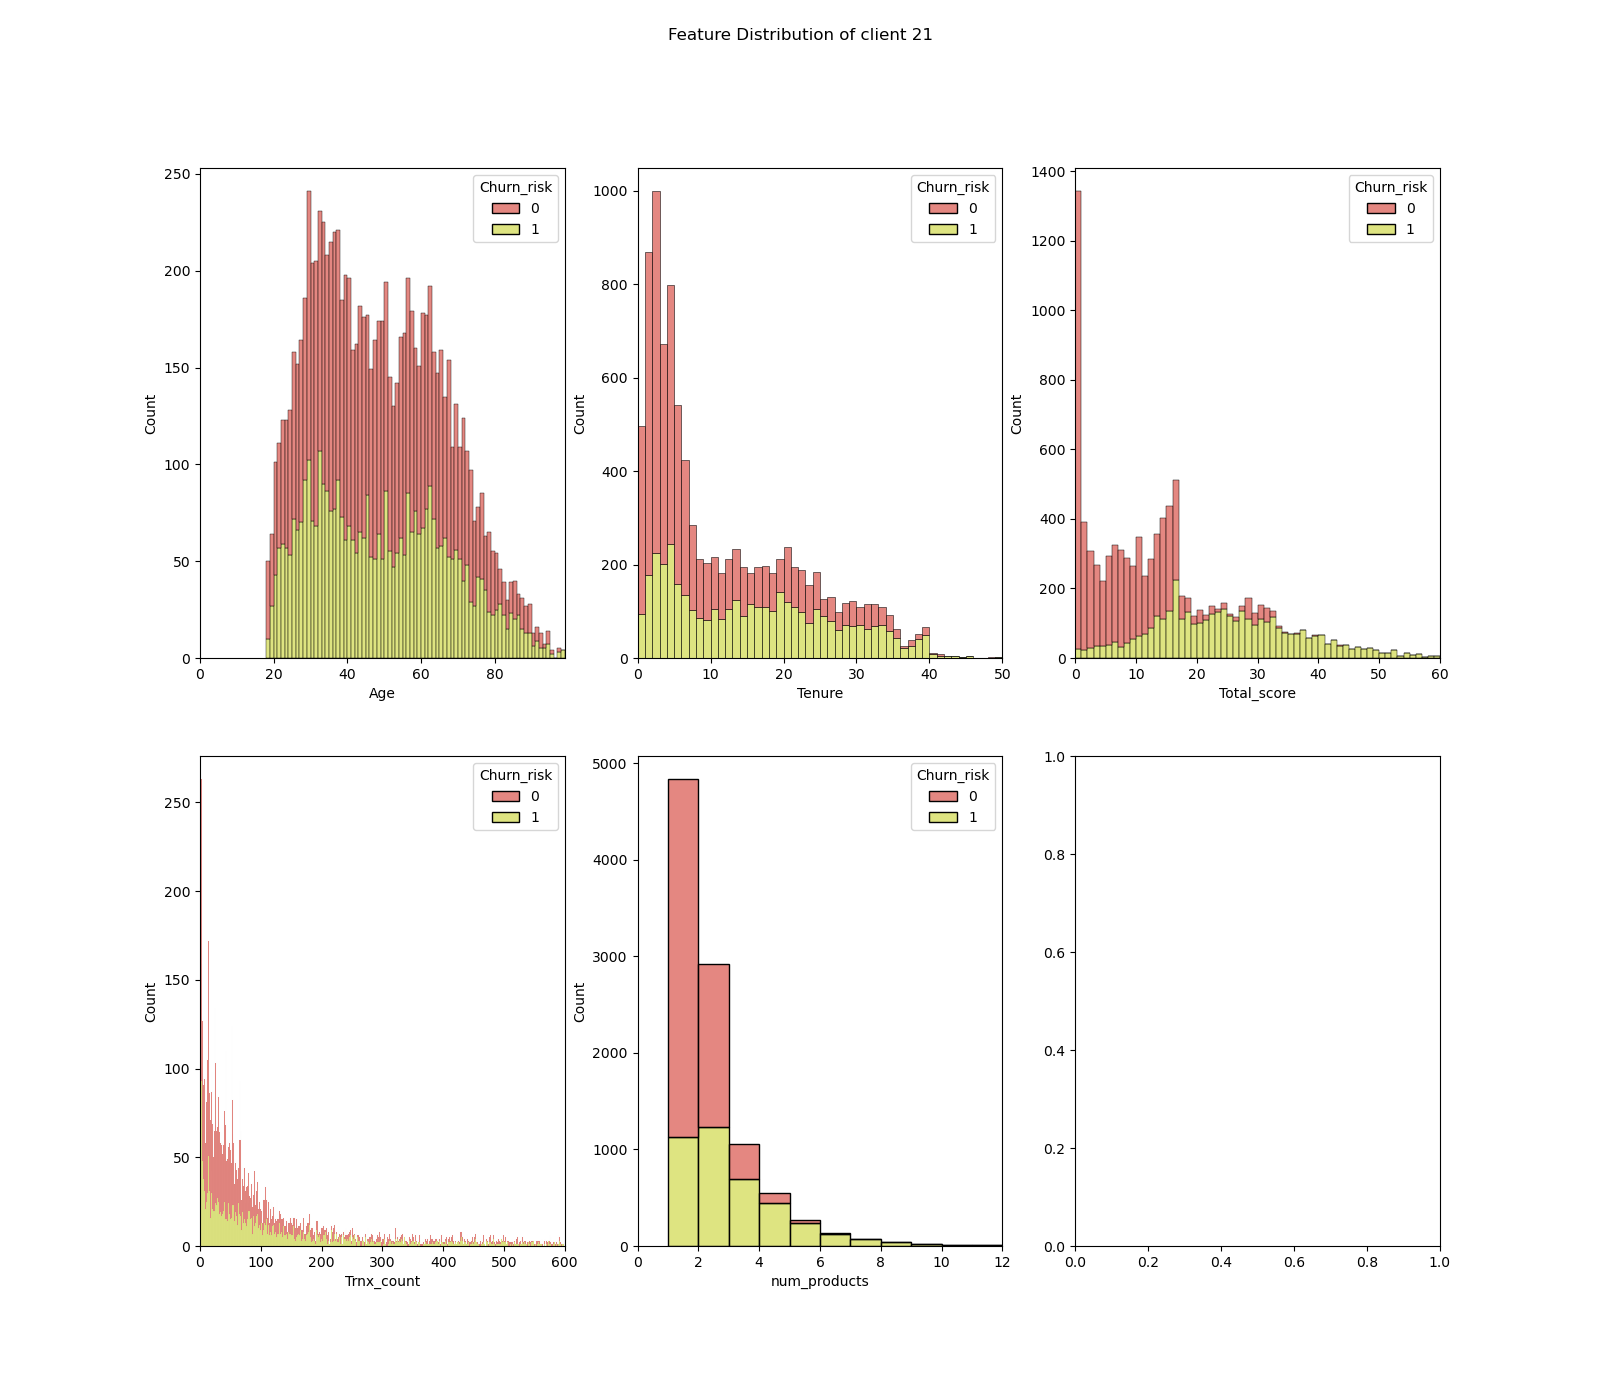 Feature Distribution of client 21
250
200
150
100
50
0
Count
0 20 40 60 80
Age
Churn_risk
0
1
1000
800
600
400
200
0
Count
0 10 20 30 40 50
Tenure
Churn_risk
0
1
1400
1200
1000
800
600
400
200
0
Count
0 10 20 30 40 50 60
Total_score
Churn_risk
0
1
250
200
150
100
50
0
Count
0 100 200 300 400 500 600
Trnx_count
Churn_risk
0
1
5000
4000
3000
2000
1000
0
Count
0 2 4 6 8 10 12
num_products
Churn_risk
0
1
1.0
0.8
0.6
0.4
0.2
0.0
0.0 0.2 0.4 0.6 0.8 1.0